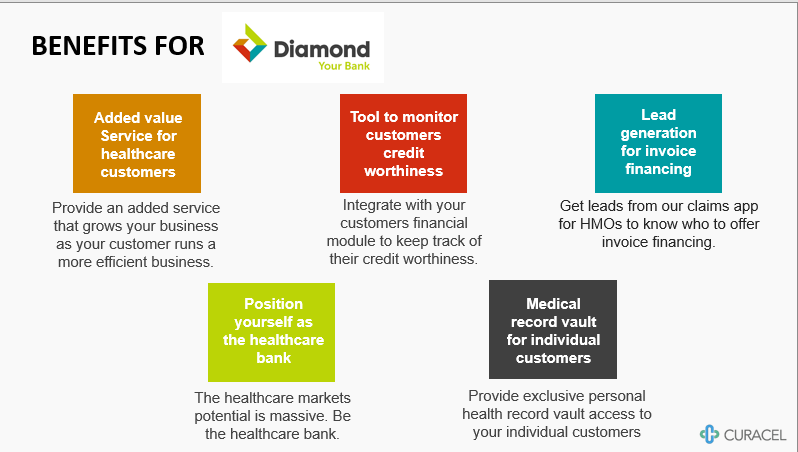 BENEFITS FOR
Diamond
Your Bank
Added value
Service for
healthcare
customers
Provide an added service
that grows your business
as your customer runs a
more efficient business.
Tool to monitor
customers
credit
worthiness
Integrate with your
customers financial
module to keep track of
their credit worthiness.
Lead
generation
for invoice
financing
Get leads from our claims app
for HMOs to know who to offer
invoice financing.
Position
yourself as
the healthcare
bank
The healthcare markets
potential is massive. Be
the healthcare bank.
Medical
record vault
for individual
customers
Provide exclusive personal
health record vault access to
your individual customers
CURACEL